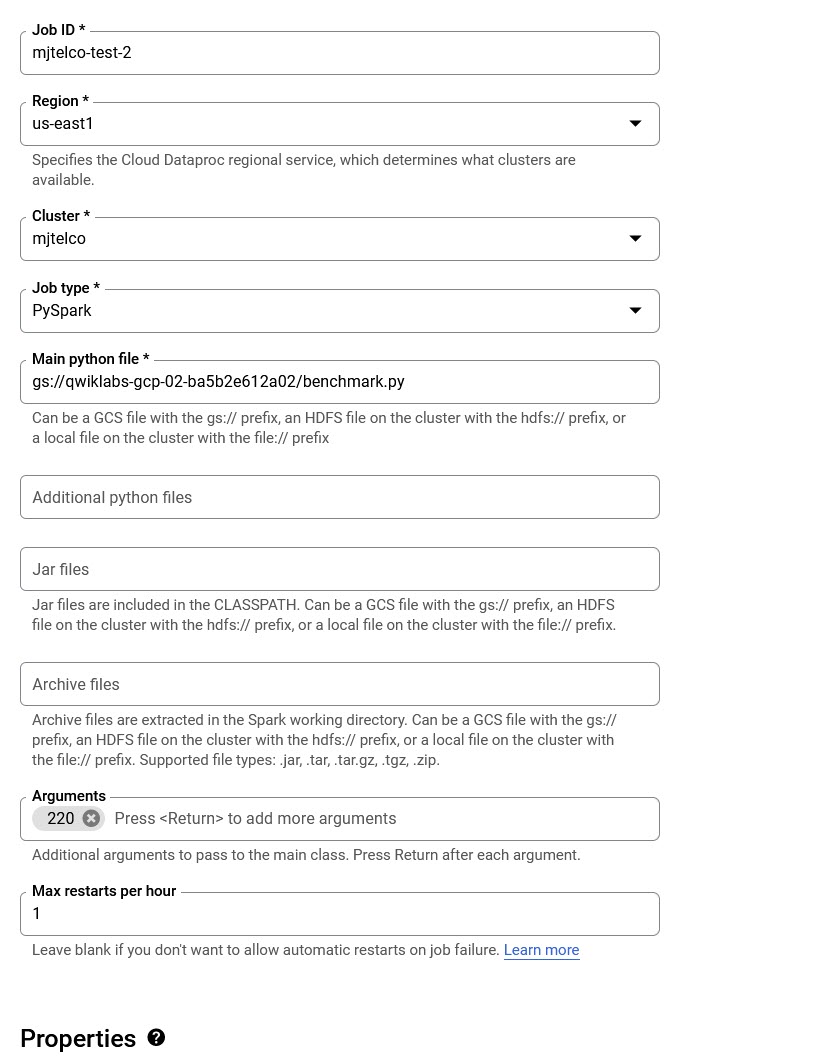 Job ID *
mjtelco-test-2
Region *
us-east1
Specifies the Cloud Dataproc regional service, which determines what clusters are
available.
Cluster *
mjtelco
Job type *
PySpark
Main python file *
gs://qwiklabs-gcp-02-ba5b2e612a02/benchmark.py
Can be a GCS file with the gs:// prefix, an HDFS file on the cluster with the hdfs:// prefix, or
a local file on the cluster with the file:// prefix
Additional python files
Jar files
Jar files are included in the CLASSPATH. Can be a GCS file with the gs:// prefix, an HDFS
file on the cluster with the hdfs:// prefix, or a local file on the cluster with the file:// prefix.
Archive files
Archive files are extracted in the Spark working directory. Can be a GCS file with the gs://
prefix, an HDFS file on the cluster with the hdfs:// prefix, or a local file on the cluster with
the file:// prefix. Supported file types: .jar, .tar, .tar.gz, .tgz, .zip.
Arguments
220 Press <Return> to add more arguments
Additional arguments to pass to the main class. Press Return after each argument.
Max restarts per hour
1
Leave blank if you don't want to allow automatic restarts on job failure. Learn more
Properties